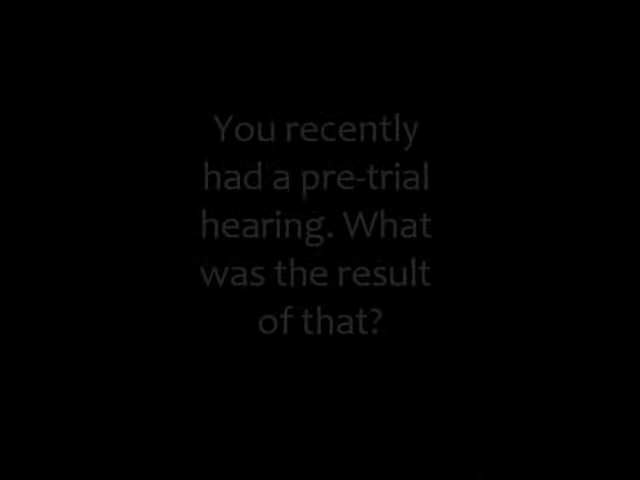 You recently
had a pre-trial
hearing. What
was the result
of that?